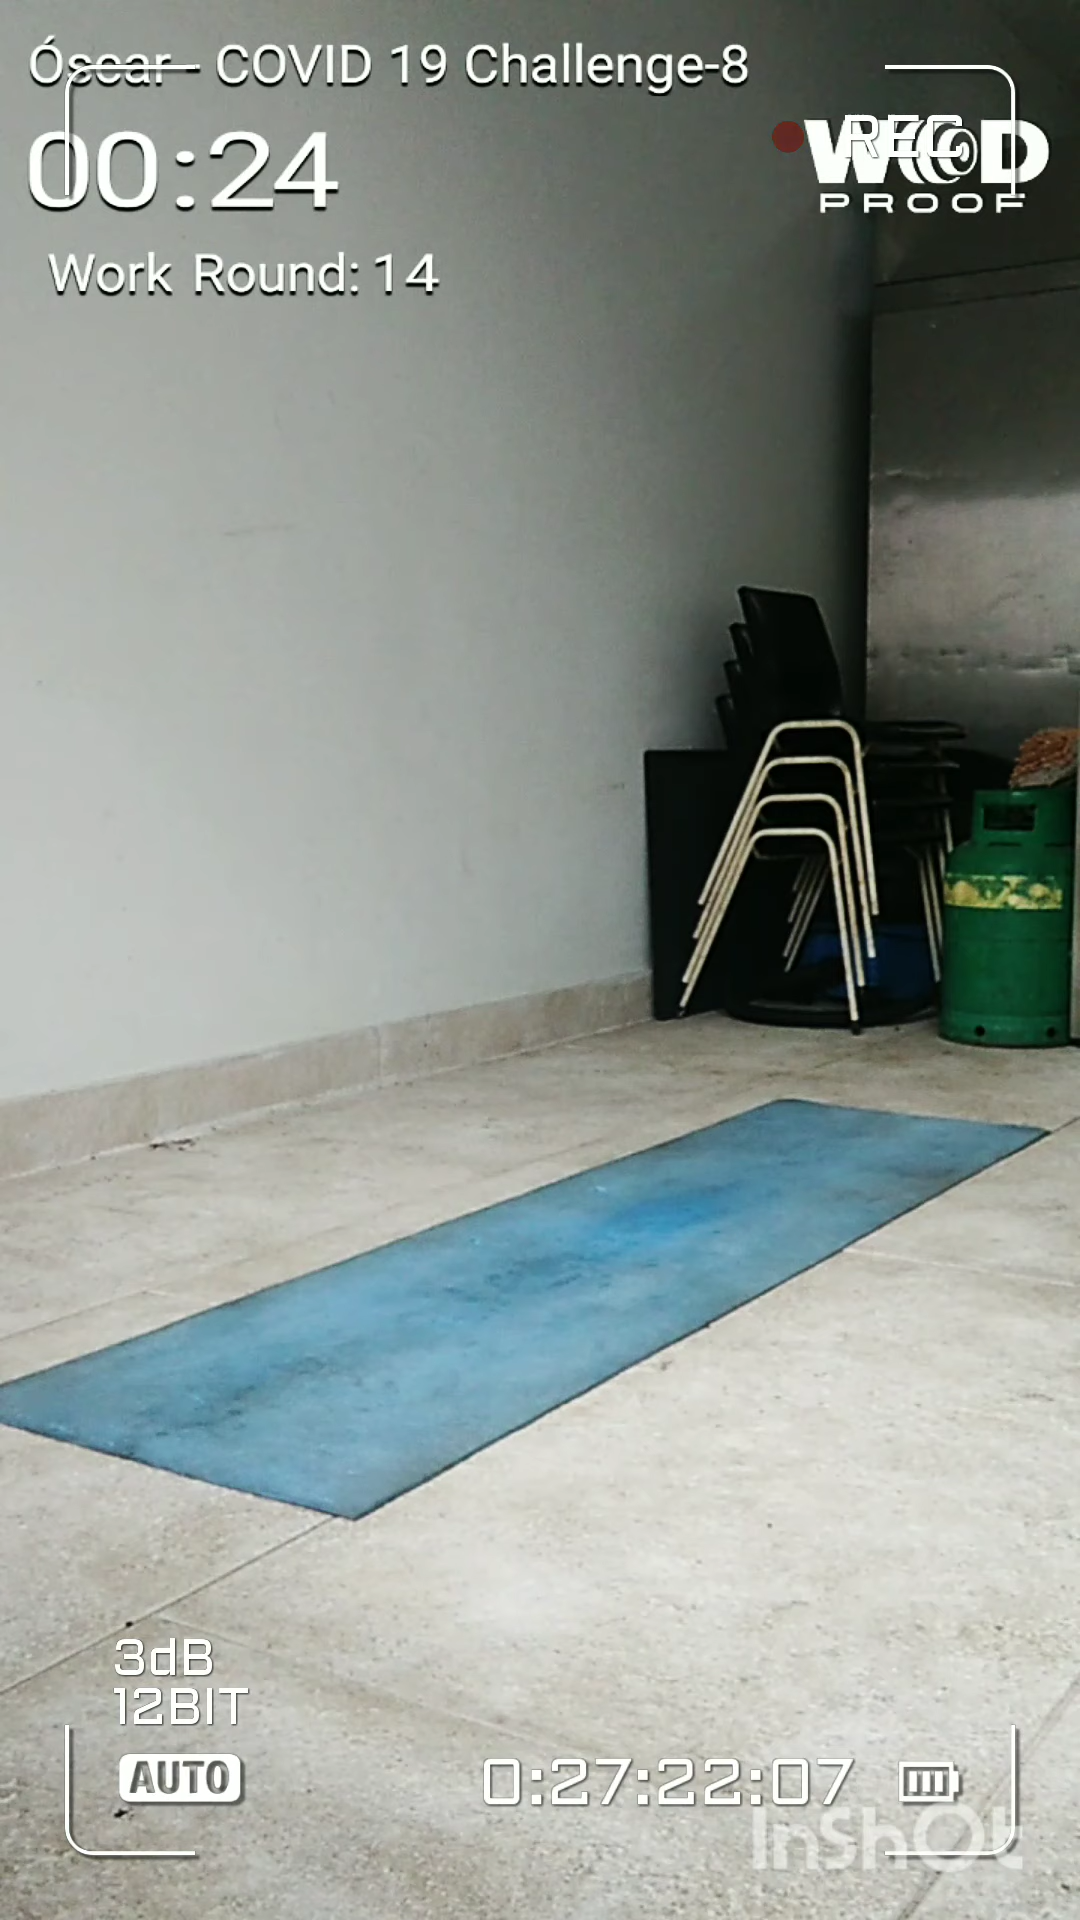 Óscar - COVID 19 Challenge-8
00:24
REC
WOD
PROOF
Work Round: 14
3dB
12BIT
AUTO
0:27:22:07
InShOt